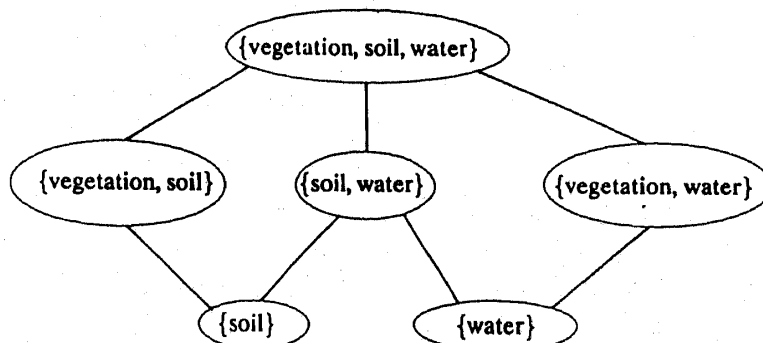 {vegetation, soil, water}
{vegetation, soil}
{soil, water}
{vegetation, water}
{soil}
{water}